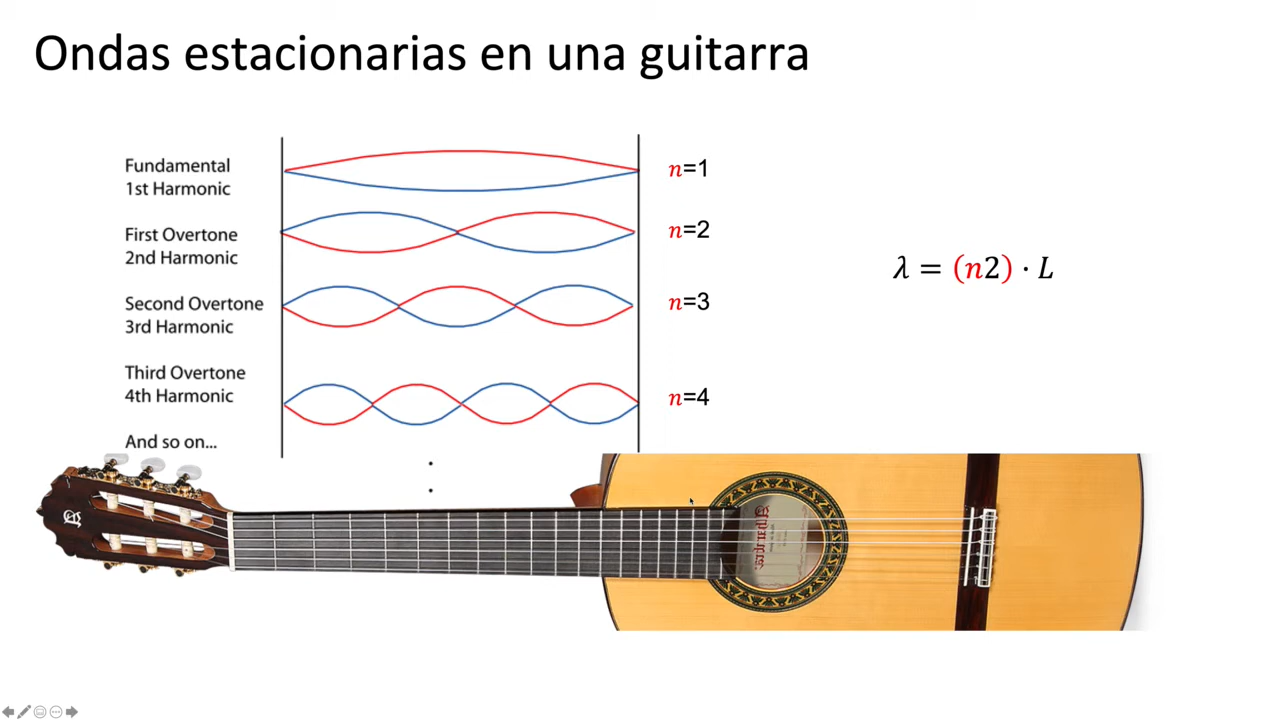 Ondas estacionarias en una guitarra
Fundamental
1st Harmonic
n=1
First Overtone
2nd Harmonic
n=2
λ = (n2) · L
Second Overtone
3rd Harmonic
n=3
Third Overtone
4th Harmonic
n=4
And so on...
Alhambra